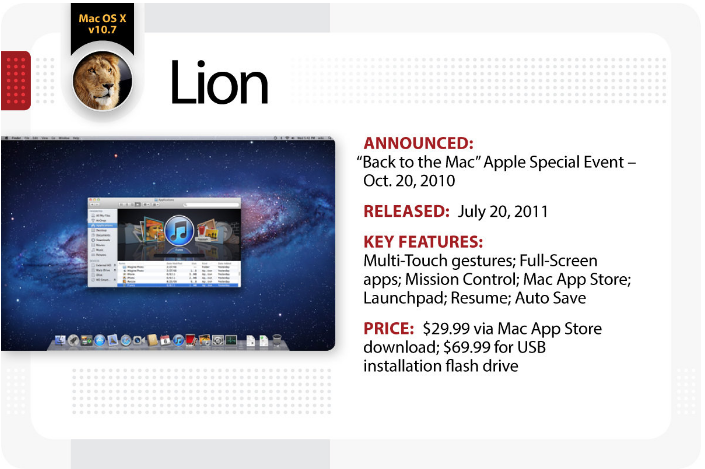 Mac OS X
v10.7
Lion
ANNOUNCED:
“Back to the Mac” Apple Special Event –
Oct. 20, 2010
RELEASED: July 20, 2011
KEY FEATURES:
Multi-Touch gestures; Full-Screen
apps; Mission Control; Mac App Store;
Launchpad; Resume; Auto Save
PRICE: $29.99 via Mac App Store
download; $69.99 for USB
installation flash drive